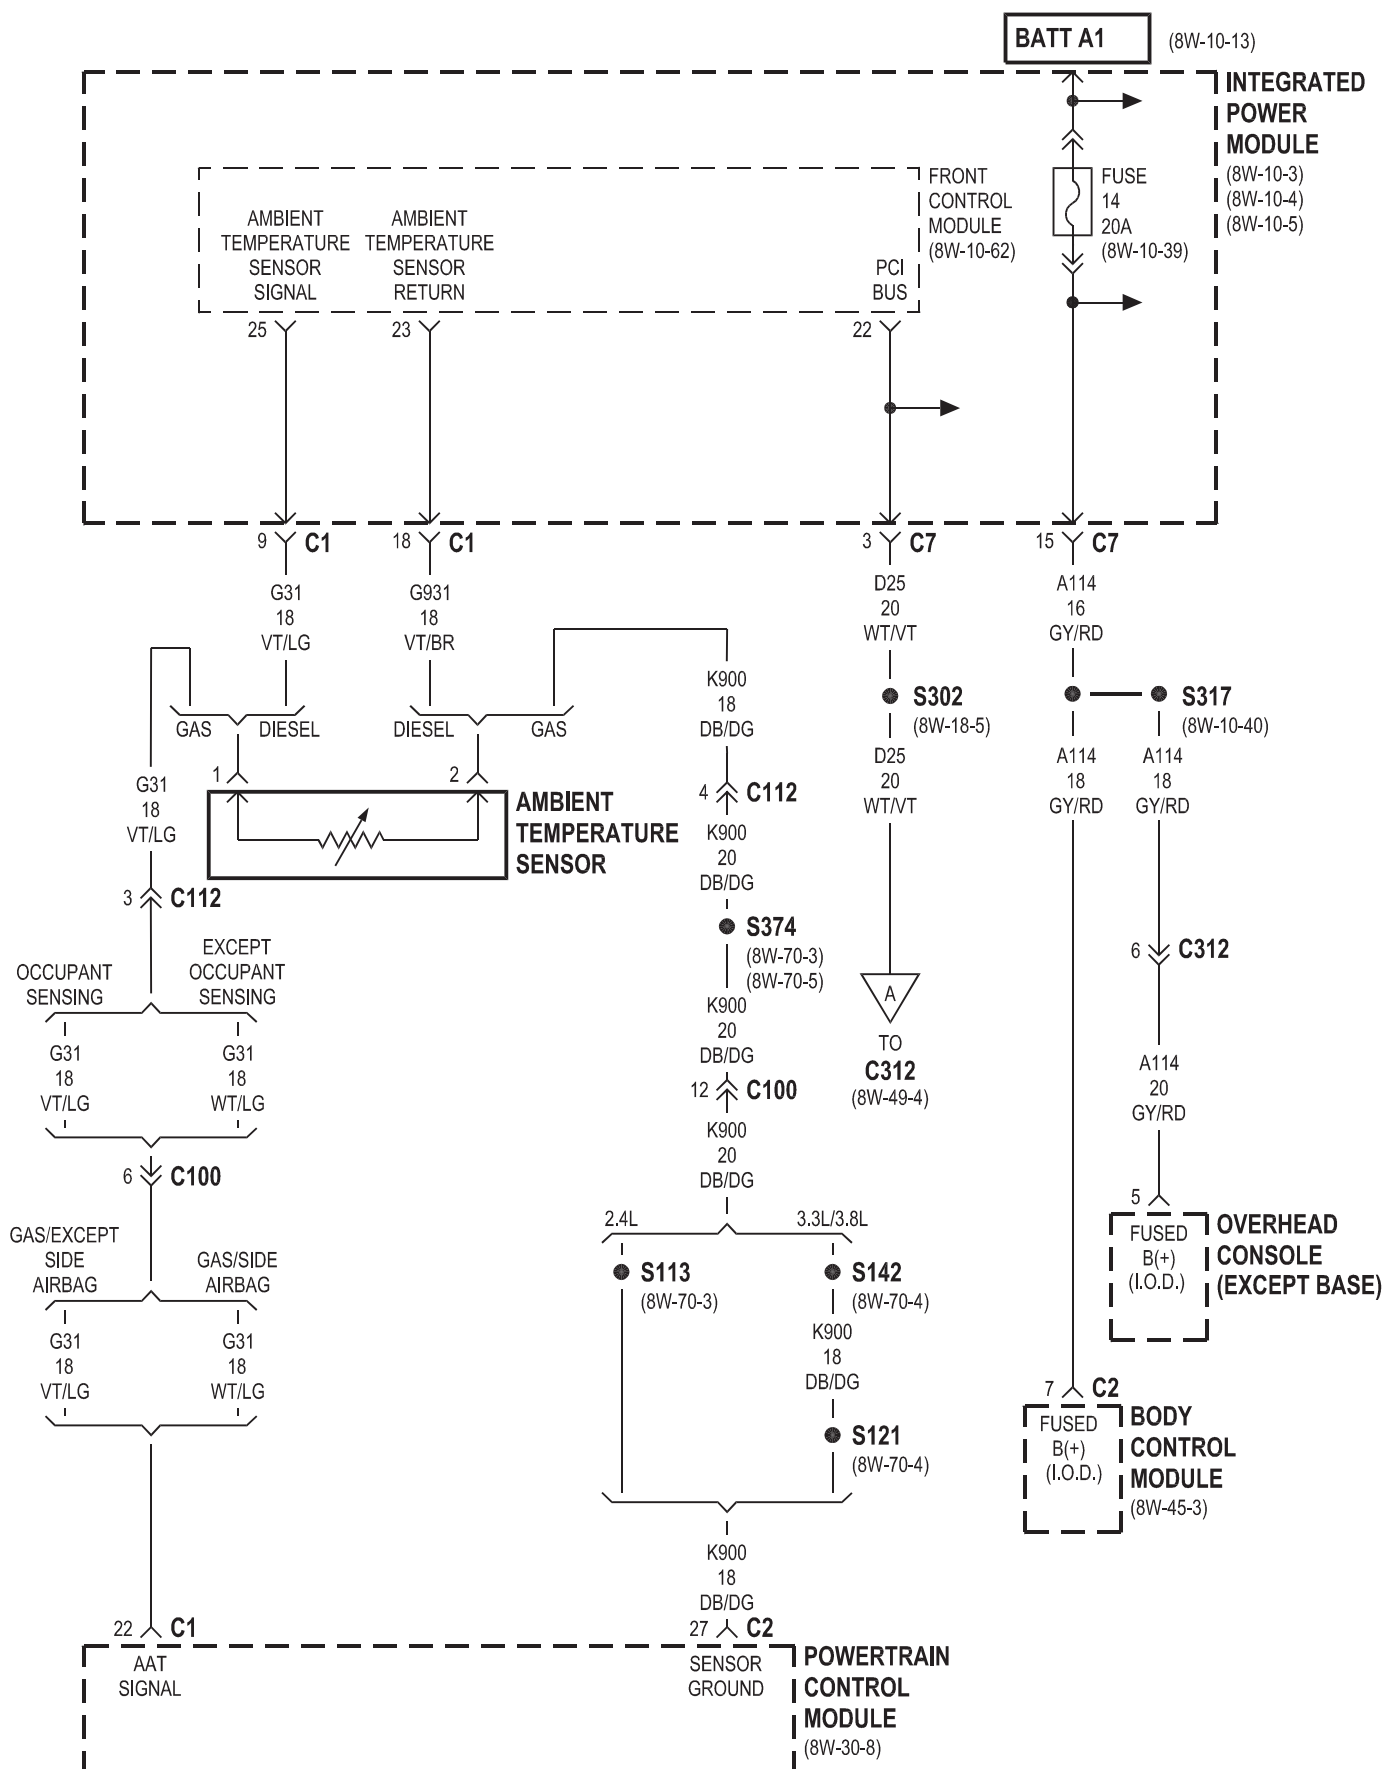 BATT A1
(8W-10-13)
INTEGRATED
POWER
MODULE
(8W-10-3)
(8W-10-4)
(8W-10-5)
FRONT
CONTROL
MODULE
(8W-10-62)
FUSE
14
20A
(8W-10-39)
AMBIENT
TEMPERATURE
SENSOR
SIGNAL
AMBIENT
TEMPERATURE
SENSOR
RETURN
PCI
BUS
25
23
22
9 C1
18 C1
3 C7
15 C7
G31
18
VT/LG
G931
18
VT/BR
D25
20
WT/VT
A114
16
GY/RD
K900
18
DB/DG
S302
(8W-18-5)
S317
(8W-10-40)
GAS
DIESEL
DIESEL
GAS
D25
20
WT/VT
A114
18
GY/RD
A114
18
GY/RD
1
2
G31
18
VT/LG
AMBIENT
TEMPERATURE
SENSOR
4 C112
K900
20
DB/DG
3 C112
S374
(8W-70-3)
(8W-70-5)
6 C312
OCCUPANT
SENSING
EXCEPT
OCCUPANT
SENSING
K900
20
DB/DG
A
TO
C312
(8W-49-4)
G31
18
VT/LG
G31
18
WT/LG
12 C100
A114
20
GY/RD
K900
20
DB/DG
6 C100
5
FUSED
B(+)
(I.O.D.)
OVERHEAD
CONSOLE
(EXCEPT BASE)
GAS/EXCEPT
SIDE
AIRBAG
GAS/SIDE
AIRBAG
2.4L
3.3L/3.8L
S113
(8W-70-3)
S142
(8W-70-4)
G31
18
VT/LG
G31
18
WT/LG
K900
18
DB/DG
7 C2
FUSED
B(+)
(I.O.D.)
BODY
CONTROL
MODULE
(8W-45-3)
S121
(8W-70-4)
K900
18
DB/DG
22 C1
27 C2
AAT
SIGNAL
SENSOR
GROUND
POWERTRAIN
CONTROL
MODULE
(8W-30-8)